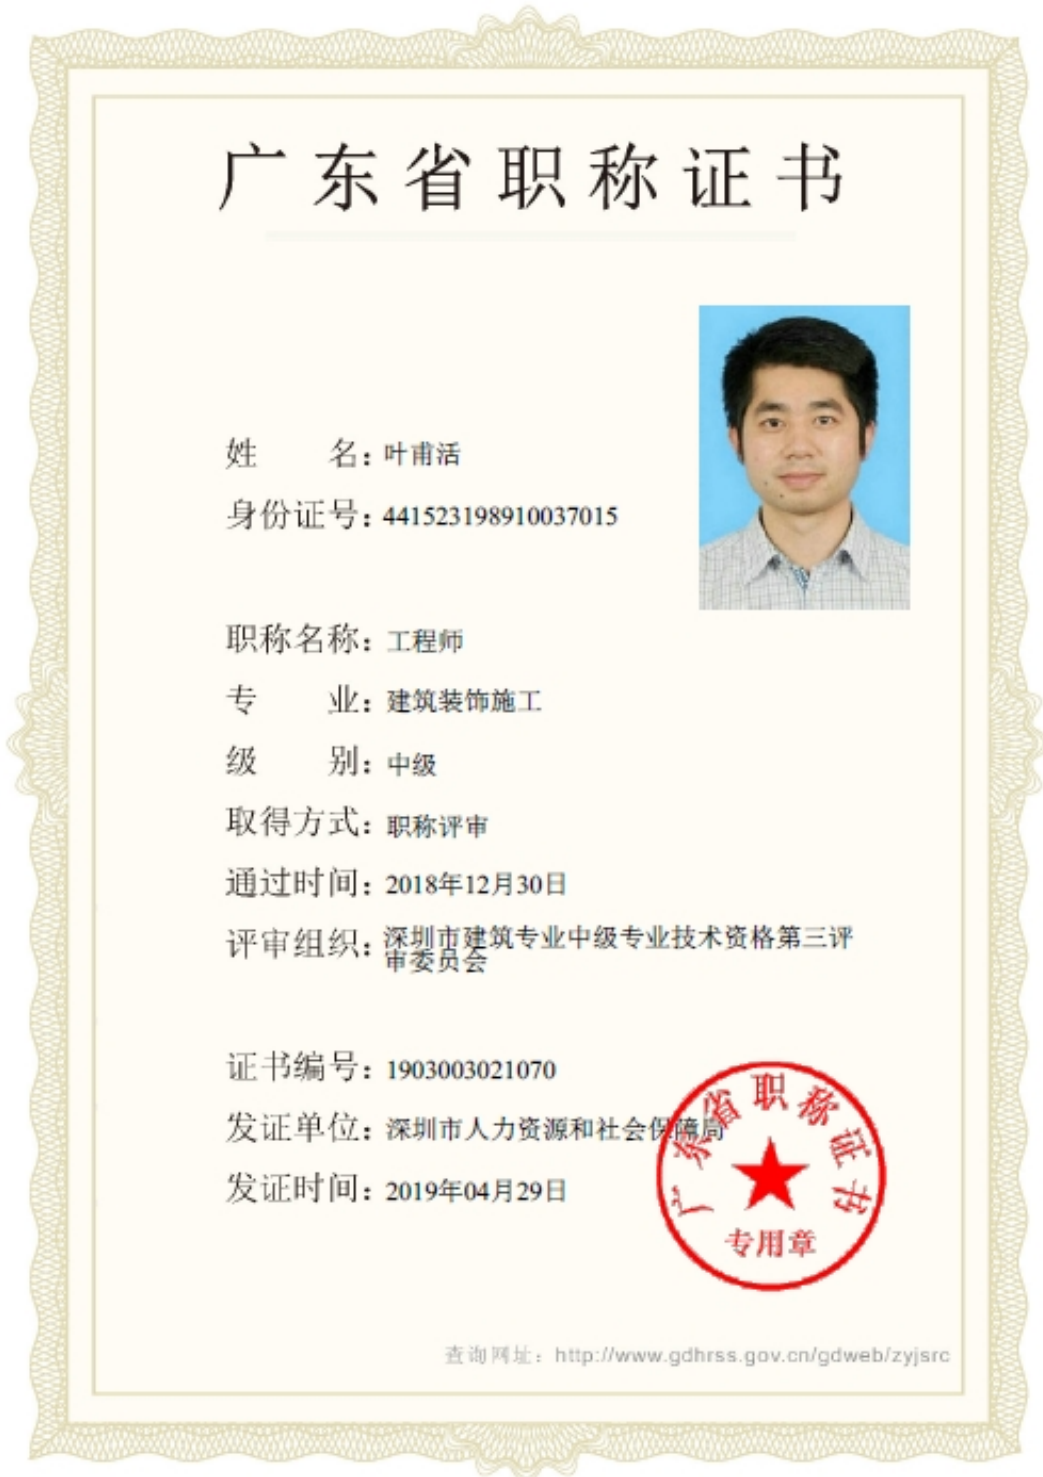 广东省职称证书
姓 名：叶甫活
身份证号：441523198910037015
职称名称：工程师
专 业：建筑装饰施工
级 别：中级
取得方式：职称评审
通过时间：2018年12月30日
评审组织：深圳市建筑专业中级专业技术资格第三评
审委员会
证书编号：1903003021070
发证单位：深圳市人力资源和社会保障局
发证时间：2019年04月29日
广东省职称证书
专用章
查询网址：http://www.gdhrss.gov.cn/gdweb/zyjsrc